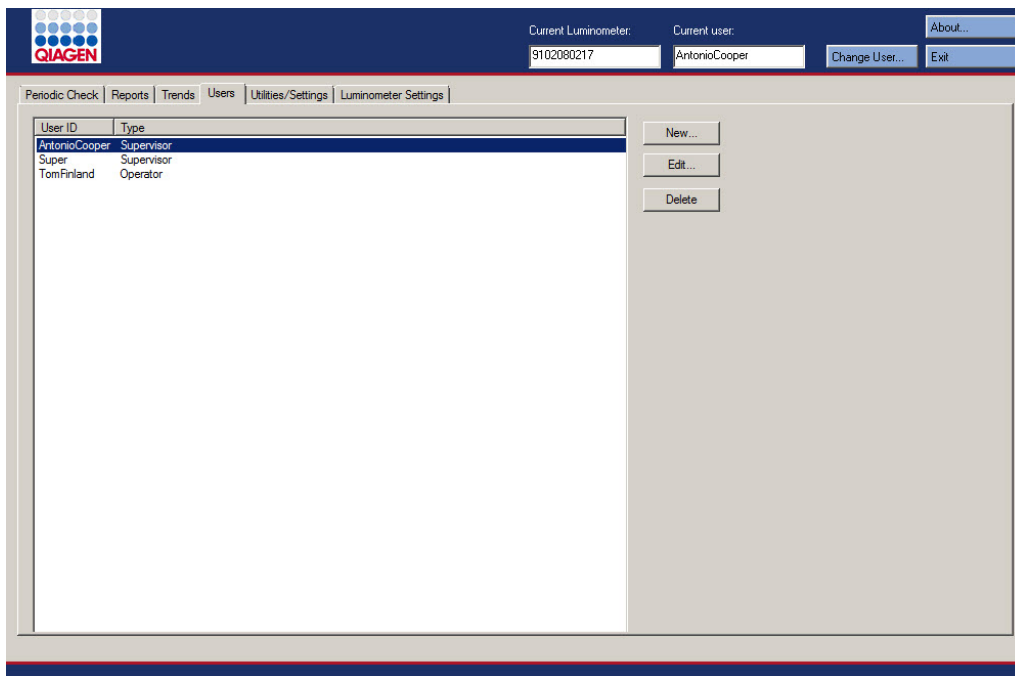 QIAGEN
Current Luminometer: Current user: About...
9102080217 AntonioCooper Change User... Exit
Periodic Check Reports Trends Users Utilities/Settings Luminometer Settings
User ID Type
AntonioCooper Supervisor
Super Supervisor
TomFinland Operator
New...
Edit...
Delete